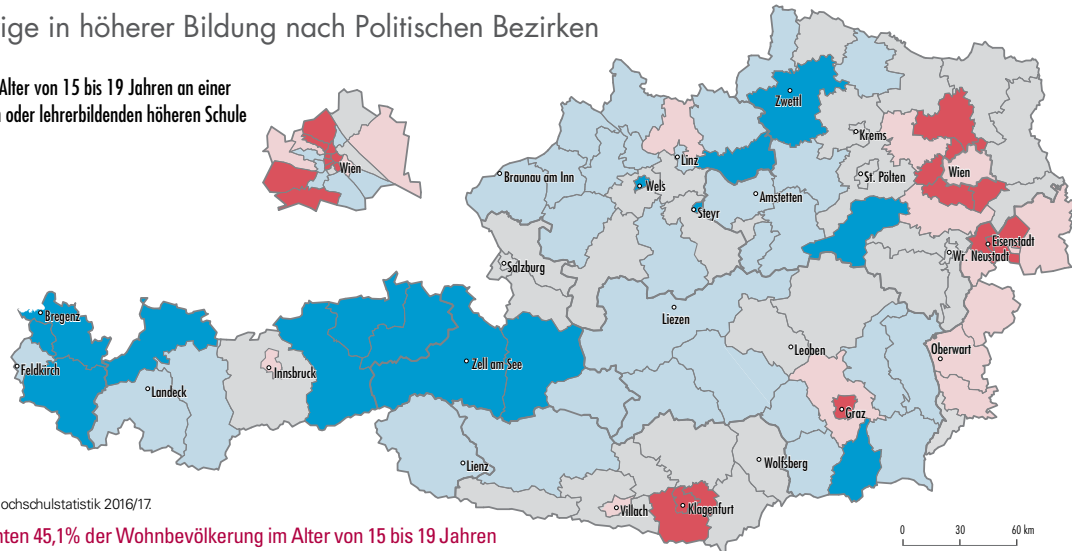 ige in höherer Bildung nach Politischen Bezirken
Alter von 15 bis 19 Jahren an einer
oder lehrerbildenden höheren Schule
Wien
Zwettl
Krems
Linz
Braunau am Inn
Wels
St. Pölten
Wien
Amstetten
Steyr
Eisenstadt
Wr. Neustadt
Salzburg
Bregenz
Liezen
Leoben
Oberwart
Feldkirch
Innsbruck
Zell am See
Landeck
Graz
Lienz
Wolfsberg
Villach
Klagenfurt
ochschulstatistik 2016/17.
nten 45,1% der Wohnbevölkerung im Alter von 15 bis 19 Jahren
0 30 60 km